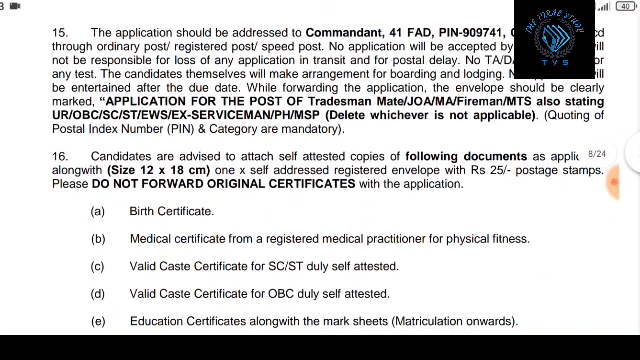 3
40
THE VIRAL STUDY
TVS
15. The application should be addressed to Commandant, 41 FAD, PIN-909741,
through ordinary post/ registered post/ speed post. No application will be accepted by
not be responsible for loss of any application in transit and for postal delay. No
any test. The candidates themselves will make arrangement for boarding and lodging.
be entertained after the due date. While forwarding the application, the envelope should be clearly
marked, “APPLICATION FOR THE POST OF Tradesman Mate/JOA/MA/Fireman/MTS also stating
UR/OBC/SC/ST/EWS/EX-SERVICEMAN/PH/MSP (Delete whichever is not applicable). (Quoting of
Postal Index Number (PIN) & Category are mandatory).
8/24
16. Candidates are advised to attach self attested copies of following documents as
alongwith (Size 12 x 18 cm) one x self addressed registered envelope with Rs 25/- postage stamps.
Please DO NOT FORWARD ORIGINAL CERTIFICATES with the application.
(a) Birth Certificate.
(b) Medical certificate from a registered medical practitioner for physical fitness.
(c) Valid Caste Certificate for SC/ST duly self attested.
(d) Valid Caste Certificate for OBC duly self attested.
(e) Education Certificates alongwith the mark sheets (Matriculation onwards).